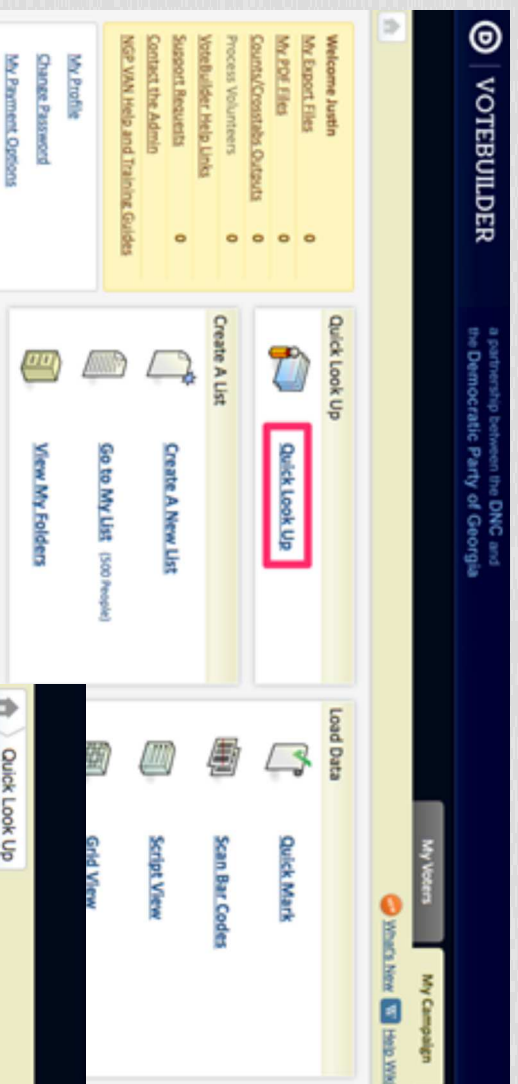 VOTEBUILDER
a partnership between the DNC and
the Democratic Party of Georgia
My Voters
My Campaign
What's New
W
Help Wiki
Welcome Justin
My Export Files 0
My PDF Files 0
Counts/Crosstabs Outputs 0
Process Volunteers 0
VoteBuilder Help Links
Support Requests 0
Contact the Admin
NGP VAN Help and Training Guides
My Profile
Change Password
My Payment Options
Quick Look Up
Quick Look Up
Create A List
Create A New List
Go to My List (500 People)
View My Folders
Load Data
Quick Mark
Scan Bar Codes
Script View
Grid View
Quick Look Up